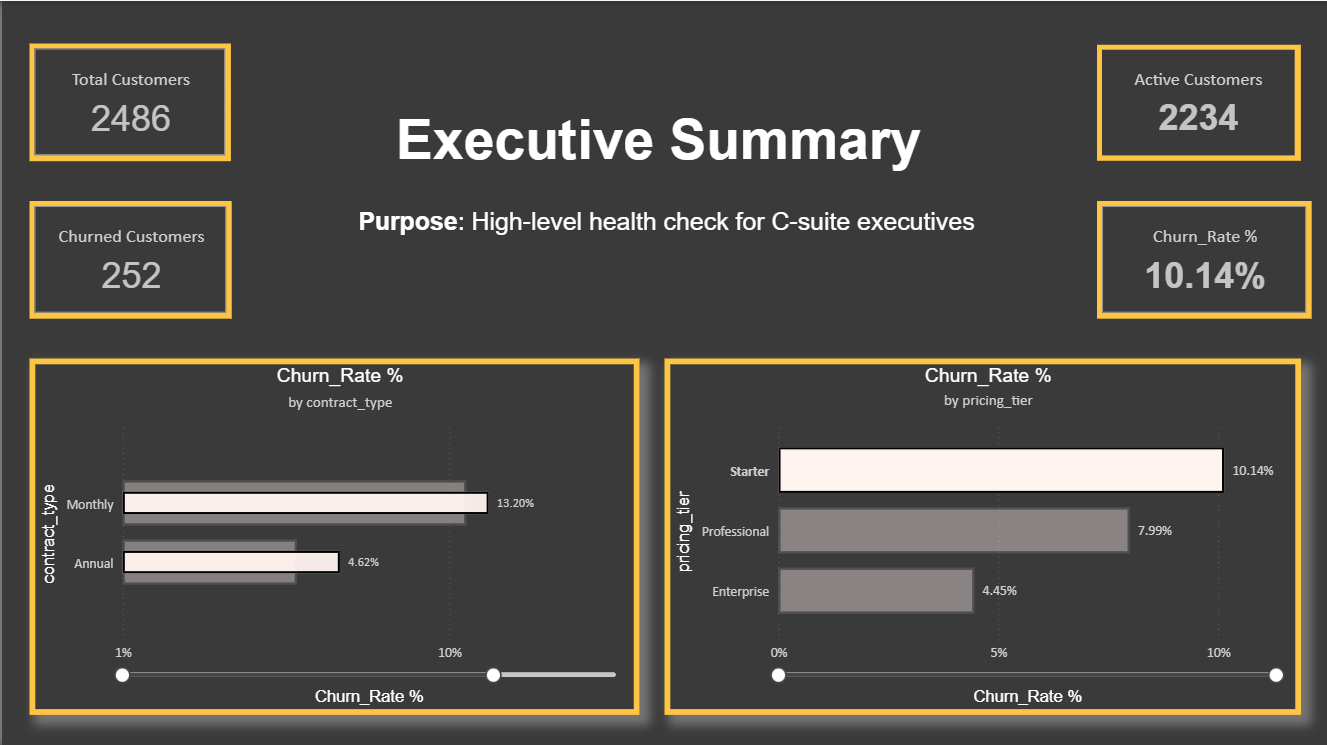 Total Customers
2486
Executive Summary
Active Customers
2234
Purpose: High-level health check for C-suite executives
Churned Customers
252
Churn_Rate %
10.14%
Churn_Rate %
by contract_type
contract_type
Monthly
13.20%
Annual
4.62%
1%
10%
Churn_Rate %
Churn_Rate %
by pricing_tier
pricing_tier
Starter
10.14%
Professional
7.99%
Enterprise
4.45%
0%
5%
10%
Churn_Rate %